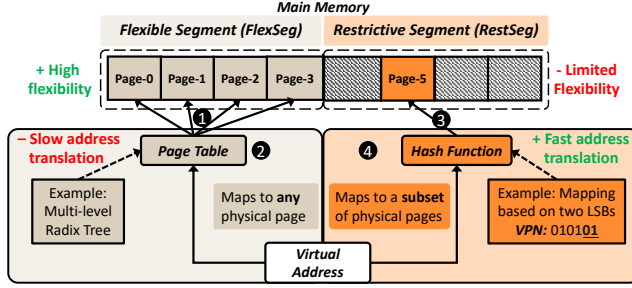 Main Memory
Flexible Segment (FlexSeg)
Restrictive Segment (RestSeg)
+ High
flexibility
Page-0
Page-1
Page-2
Page-3
Page-5
- Limited
Flexibility
1
3
– Slow address
translation
Page Table
2
4
Hash Function
+ Fast address
translation
Example:
Multi-level
Radix Tree
Maps to any
physical page
Maps to a subset
of physical pages
Example: Mapping
based on two LSBs
VPN: 010101
Virtual
Address